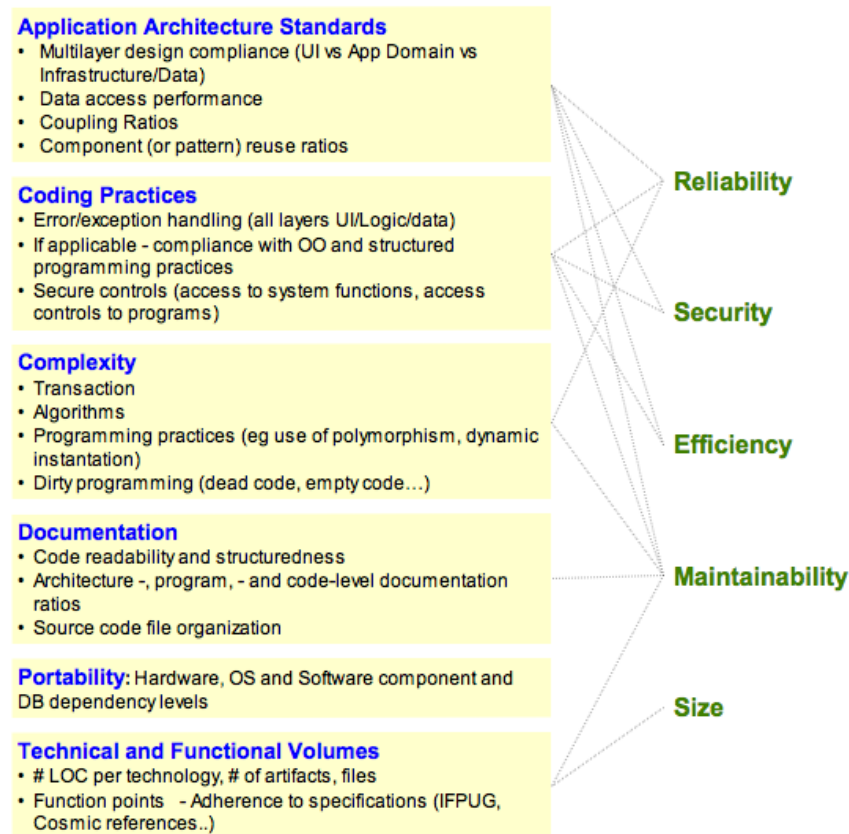 Application Architecture Standards
• Multilayer design compliance (UI vs App Domain vs
Infrastructure/Data)
• Data access performance
• Coupling Ratios
• Component (or pattern) reuse ratios
Coding Practices
• Error/exception handling (all layers UI/Logic/data)
• If applicable - compliance with OO and structured
programming practices
• Secure controls (access to system functions, access
controls to programs)
Complexity
• Transaction
• Algorithms
• Programming practices (eg use of polymorphism, dynamic
instantation)
• Dirty programming (dead code, empty code…)
Documentation
• Code readability and structuredness
• Architecture -, program, - and code-level documentation
ratios
• Source code file organization
Portability: Hardware, OS and Software component and
DB dependency levels
Technical and Functional Volumes
• # LOC per technology, # of artifacts, files
• Function points - Adherence to specifications (IFPUG,
Cosmic references..)
Reliability
Security
Efficiency
Maintainability
Size